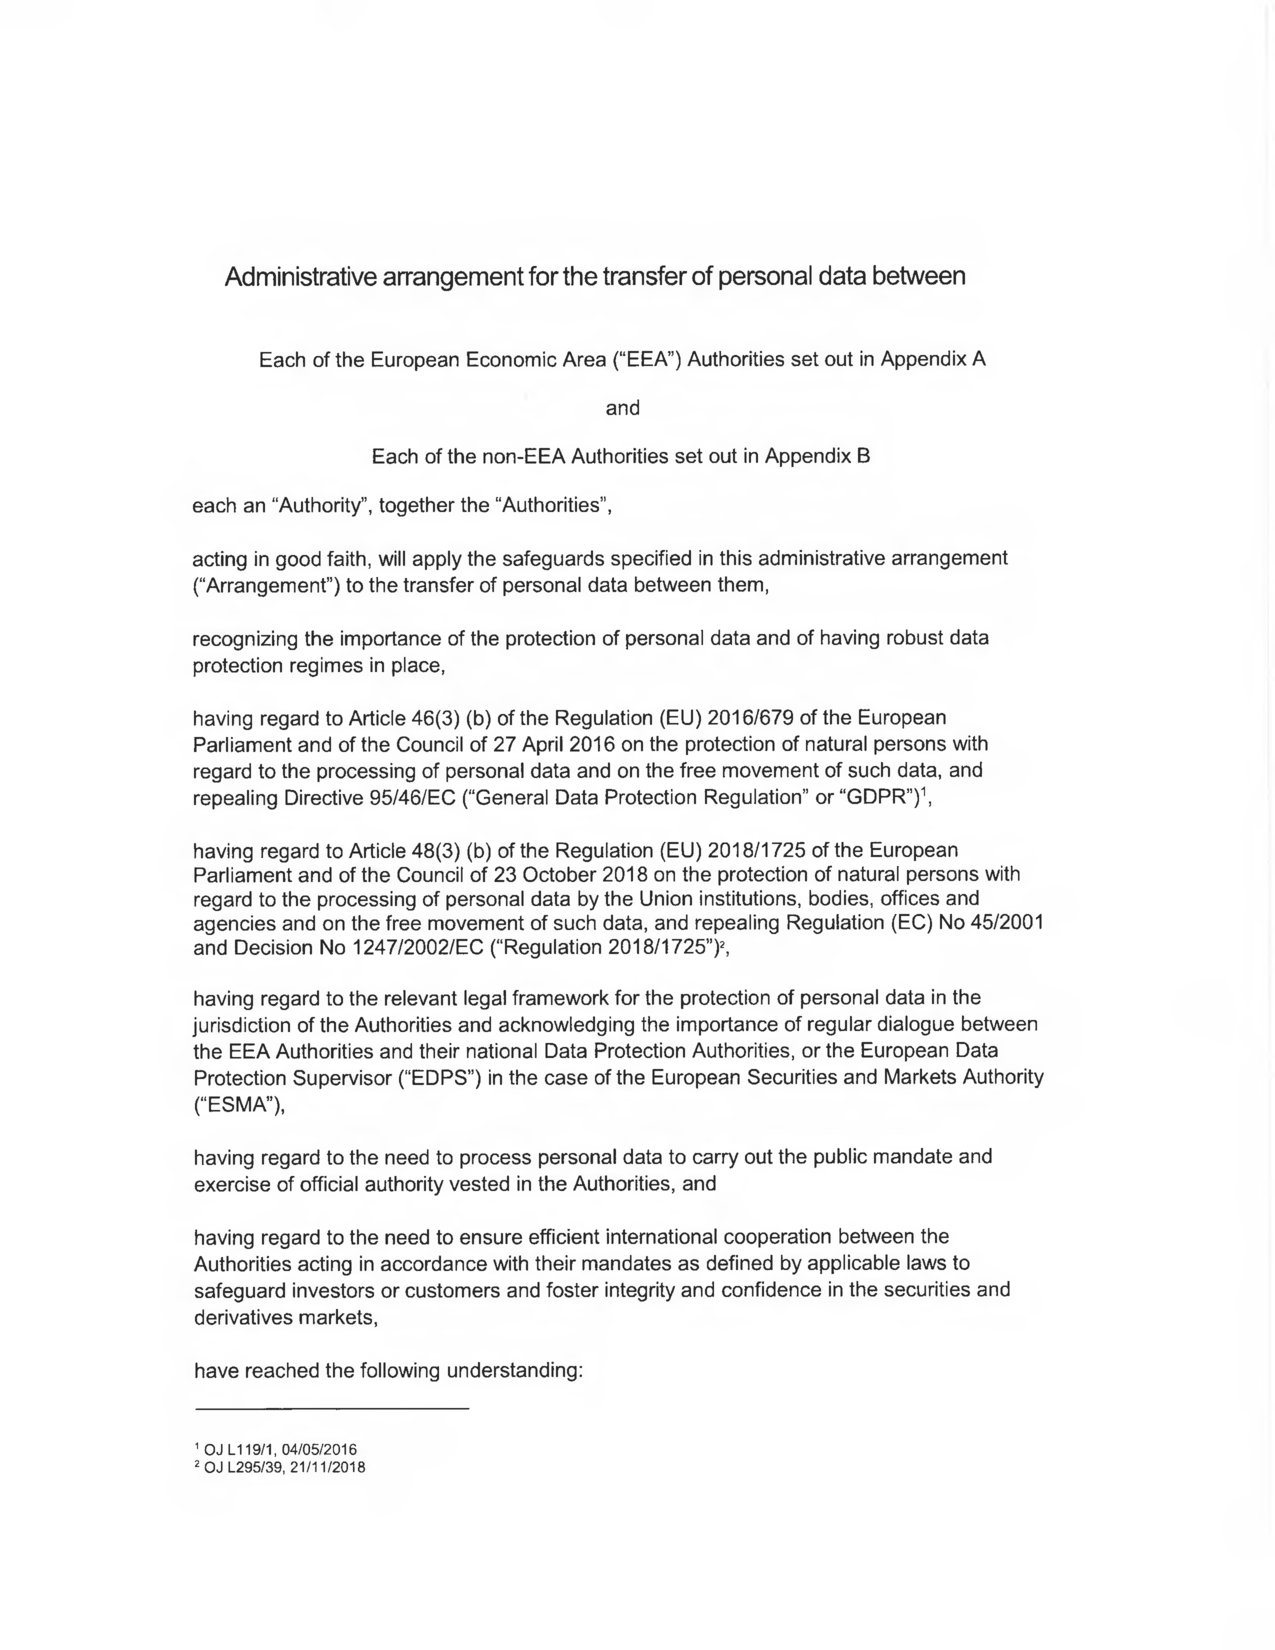 Administrative arrangement for the transfer of personal data between
Each of the European Economic Area (“EEA”) Authorities set out in Appendix A
and
Each of the non-EEA Authorities set out in Appendix B
each an “Authority”, together the “Authorities”,
acting in good faith, will apply the safeguards specified in this administrative arrangement
(“Arrangement”) to the transfer of personal data between them,
recognizing the importance of the protection of personal data and of having robust data
protection regimes in place,
having regard to Article 46(3) (b) of the Regulation (EU) 2016/679 of the European
Parliament and of the Council of 27 April 2016 on the protection of natural persons with
regard to the processing of personal data and on the free movement of such data, and
repealing Directive 95/46/EC (“General Data Protection Regulation” or “GDPR”)¹,
having regard to Article 48(3) (b) of the Regulation (EU) 2018/1725 of the European
Parliament and of the Council of 23 October 2018 on the protection of natural persons with
regard to the processing of personal data by the Union institutions, bodies, offices and
agencies and on the free movement of such data, and repealing Regulation (EC) No 45/2001
and Decision No 1247/2002/EC (“Regulation 2018/1725”)²,
having regard to the relevant legal framework for the protection of personal data in the
jurisdiction of the Authorities and acknowledging the importance of regular dialogue between
the EEA Authorities and their national Data Protection Authorities, or the European Data
Protection Supervisor (“EDPS”) in the case of the European Securities and Markets Authority
(“ESMA”),
having regard to the need to process personal data to carry out the public mandate and
exercise of official authority vested in the Authorities, and
having regard to the need to ensure efficient international cooperation between the
Authorities acting in accordance with their mandates as defined by applicable laws to
safeguard investors or customers and foster integrity and confidence in the securities and
derivatives markets,
have reached the following understanding:
¹ OJ L119/1, 04/05/2016
² OJ L295/39, 21/11/2018